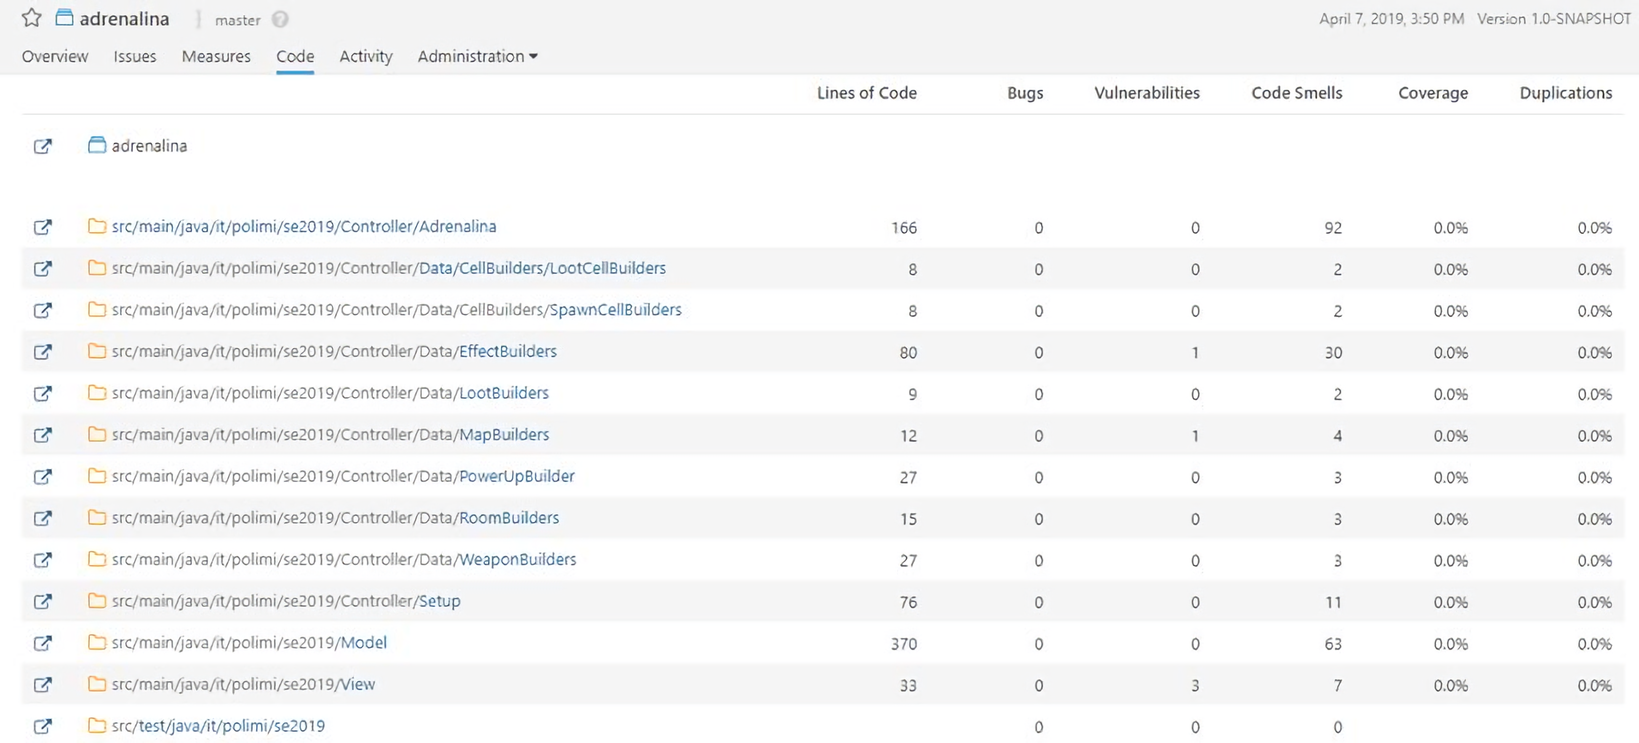 adrenalina master ? April 7, 2019, 3:50 PM Version 1.0-SNAPSHOT
Overview Issues Measures Code Activity Administration
Lines of Code Bugs Vulnerabilities Code Smells Coverage Duplications
adrenalina
src/main/java/it/polimi/se2019/Controller/Adrenalina 166 0 0 92 0.0% 0.0%
src/main/java/it/polimi/se2019/Controller/Data/CellBuilders/LootCellBuilders 8 0 0 2 0.0% 0.0%
src/main/java/it/polimi/se2019/Controller/Data/CellBuilders/SpawnCellBuilders 8 0 0 2 0.0% 0.0%
src/main/java/it/polimi/se2019/Controller/Data/EffectBuilders 80 0 1 30 0.0% 0.0%
src/main/java/it/polimi/se2019/Controller/Data/LootBuilders 9 0 0 2 0.0% 0.0%
src/main/java/it/polimi/se2019/Controller/Data/MapBuilders 12 0 1 4 0.0% 0.0%
src/main/java/it/polimi/se2019/Controller/Data/PowerUpBuilder 27 0 0 3 0.0% 0.0%
src/main/java/it/polimi/se2019/Controller/Data/RoomBuilders 15 0 0 3 0.0% 0.0%
src/main/java/it/polimi/se2019/Controller/Data/WeaponBuilders 27 0 0 3 0.0% 0.0%
src/main/java/it/polimi/se2019/Controller/Setup 76 0 0 11 0.0% 0.0%
src/main/java/it/polimi/se2019/Model 370 0 0 63 0.0% 0.0%
src/main/java/it/polimi/se2019/View 33 0 3 7 0.0% 0.0%
src/test/java/it/polimi/se2019 0 0 0